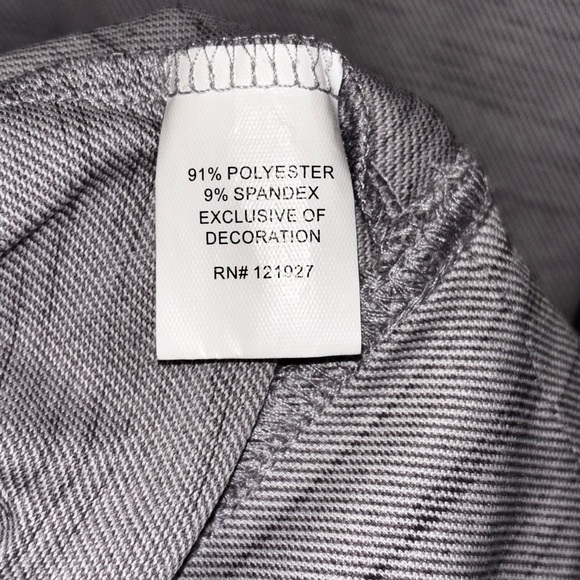 91% POLYESTER
9% SPANDEX
EXCLUSIVE OF
DECORATION
RN# 121927